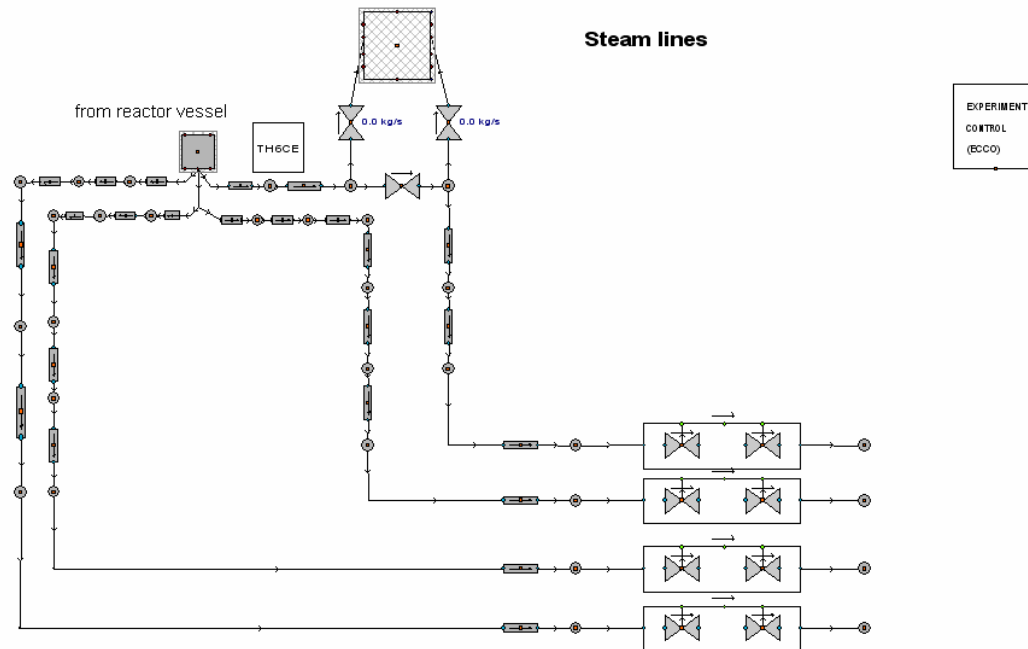 Steam lines
from reactor vessel
TH6CE
0.0 kg/s
0.0 kg/s
EXPERIMENT
CONTROL
(ECCO)